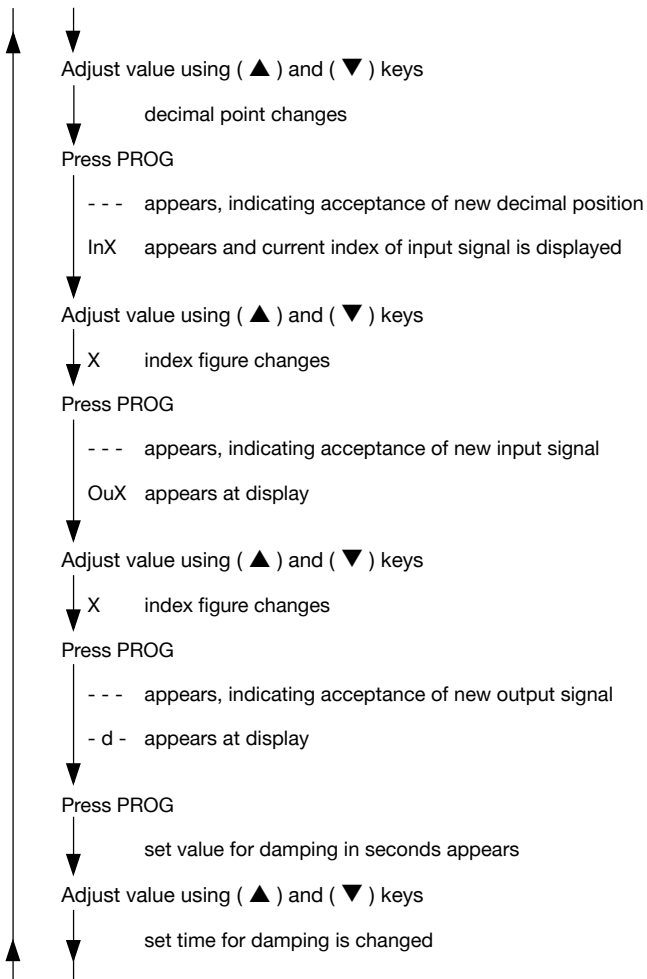 Adjust value using ( ▲ ) and ( ▼ ) keys
decimal point changes
Press PROG
- - - appears, indicating acceptance of new decimal position
InX appears and current index of input signal is displayed
Adjust value using ( ▲ ) and ( ▼ ) keys
X index figure changes
Press PROG
- - - appears, indicating acceptance of new input signal
OuX appears at display
Adjust value using ( ▲ ) and ( ▼ ) keys
X index figure changes
Press PROG
- - - appears, indicating acceptance of new output signal
- d - appears at display
Press PROG
set value for damping in seconds appears
Adjust value using ( ▲ ) and ( ▼ ) keys
set time for damping is changed